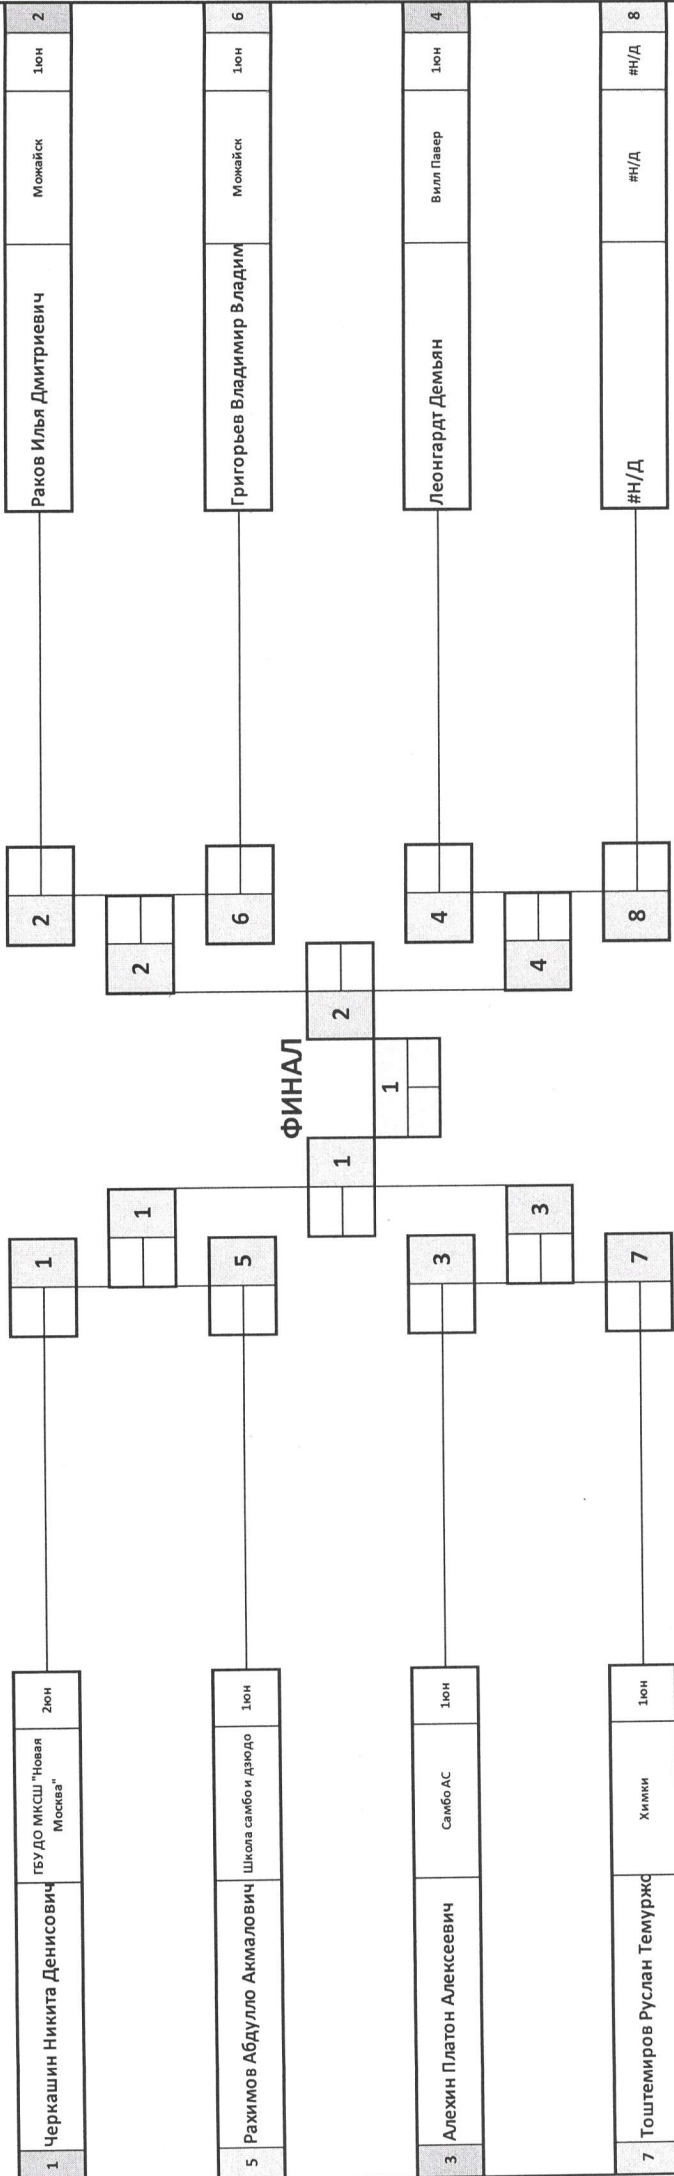 1 Черкашин Никита Денисович ГБУ ДО МКСШ "Новая Москва" 2юн
5 Рахимов Абдулло Акмалович Школа самбо и дзюдо 1юн
3 Алехин Платон Алексеевич Самбо АС 1юн
7 Тоштемиров Руслан Темуржо Химки 1юн
1
5
3
7
1
3
1
ФИНАЛ
1
2
2
4
2
6
4
8
Раков Илья Дмитриевич Можайск 1юн 2
Григорьев Владимир Владим Можайск 1юн 6
Леонгардт Демьян Вилл Павер 1юн 4
#Н/Д #Н/Д #Н/Д 8